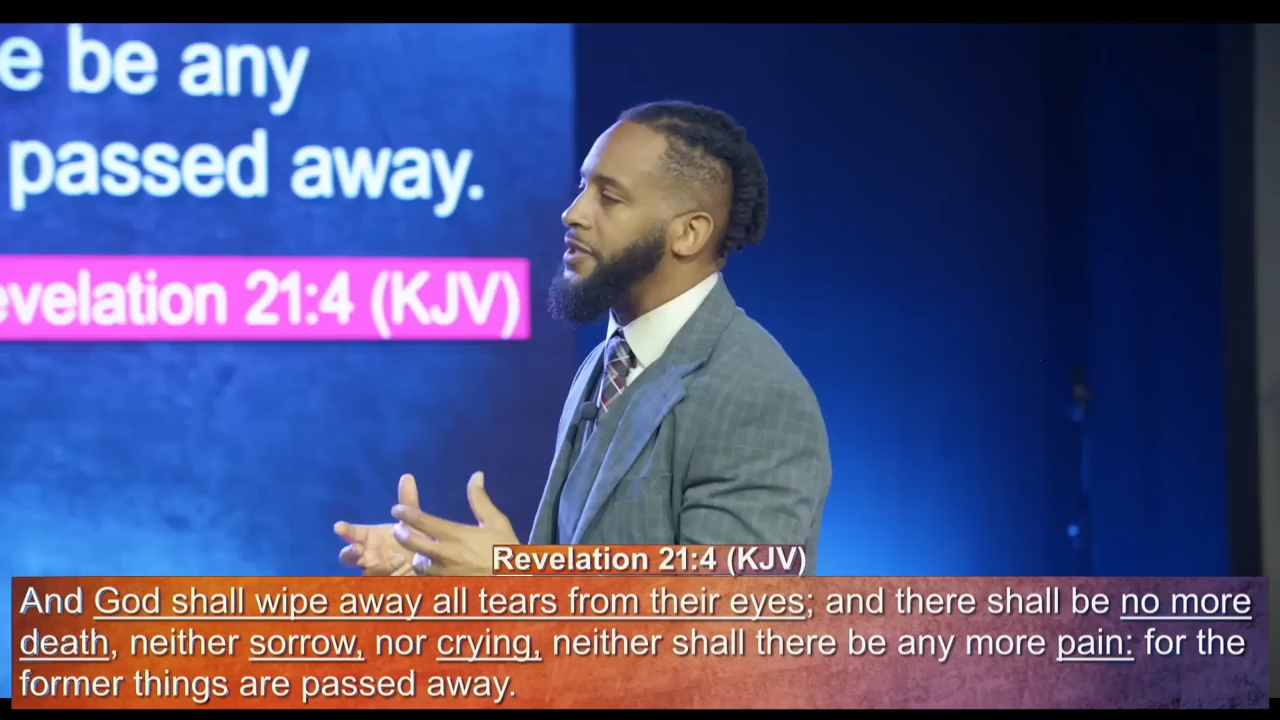 e be any
passed away.
evelation 21:4 (KJV)
Revelation 21:4 (KJV)
And God shall wipe away all tears from their eyes; and there shall be no more
death, neither sorrow, nor crying, neither shall there be any more pain: for the
former things are passed away.